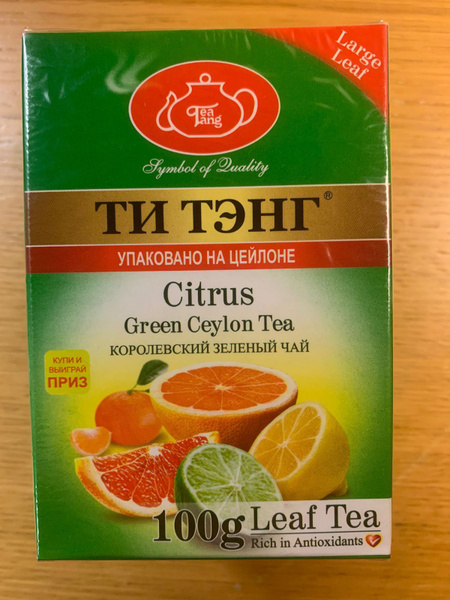 Large
Leaf
Tea
Tang
Symbol of Quality
ТИ ТЭНГ®
УПАКОВАНО НА ЦЕЙЛОНЕ
Citrus
Green Ceylon Tea
КОРОЛЕВСКИЙ ЗЕЛЕНЫЙ ЧАЙ
КУПИ И
ВЫИГРАЙ
ПРИЗ
100g Leaf Tea
Rich in Antioxidants